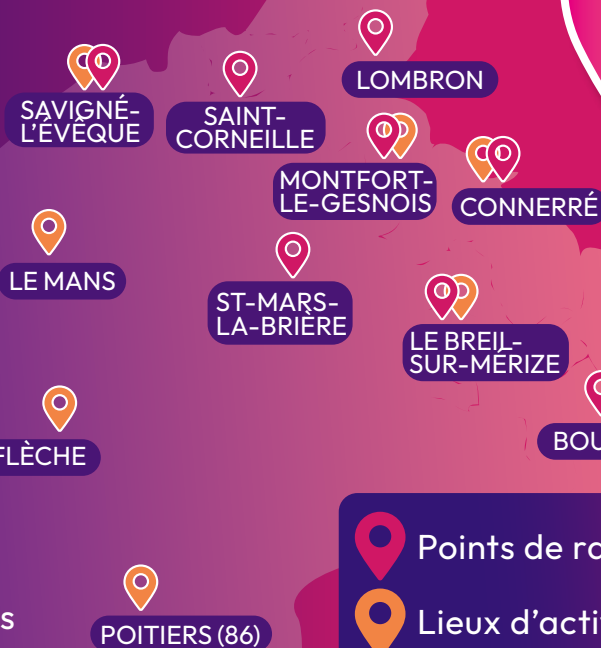 LOMBRON
SAVIGNÉ-
L'ÉVÊQUE
SAINT-
CORNEILLE
MONTFORT-
LE-GESNOIS
CONNERRÉ
LE MANS
ST-MARS-
LA-BRIÈRE
LE BREIL-
SUR-MÉRIZE
FLÈCHE
BOU
Points de ra
Lieux d'acti
s
POITIERS (86)